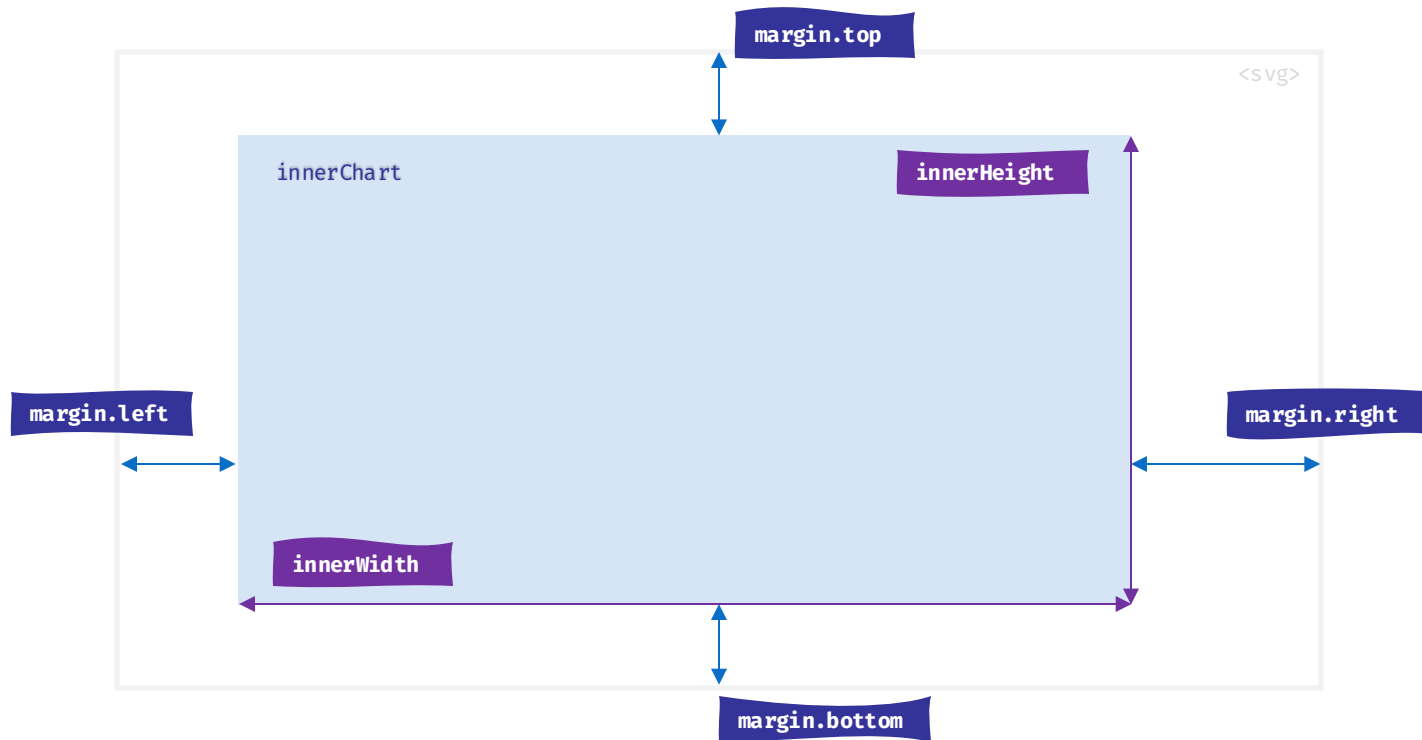 margin.top
<svg>
innerChart
innerHeight
margin.left
margin.right
innerWidth
margin.bottom